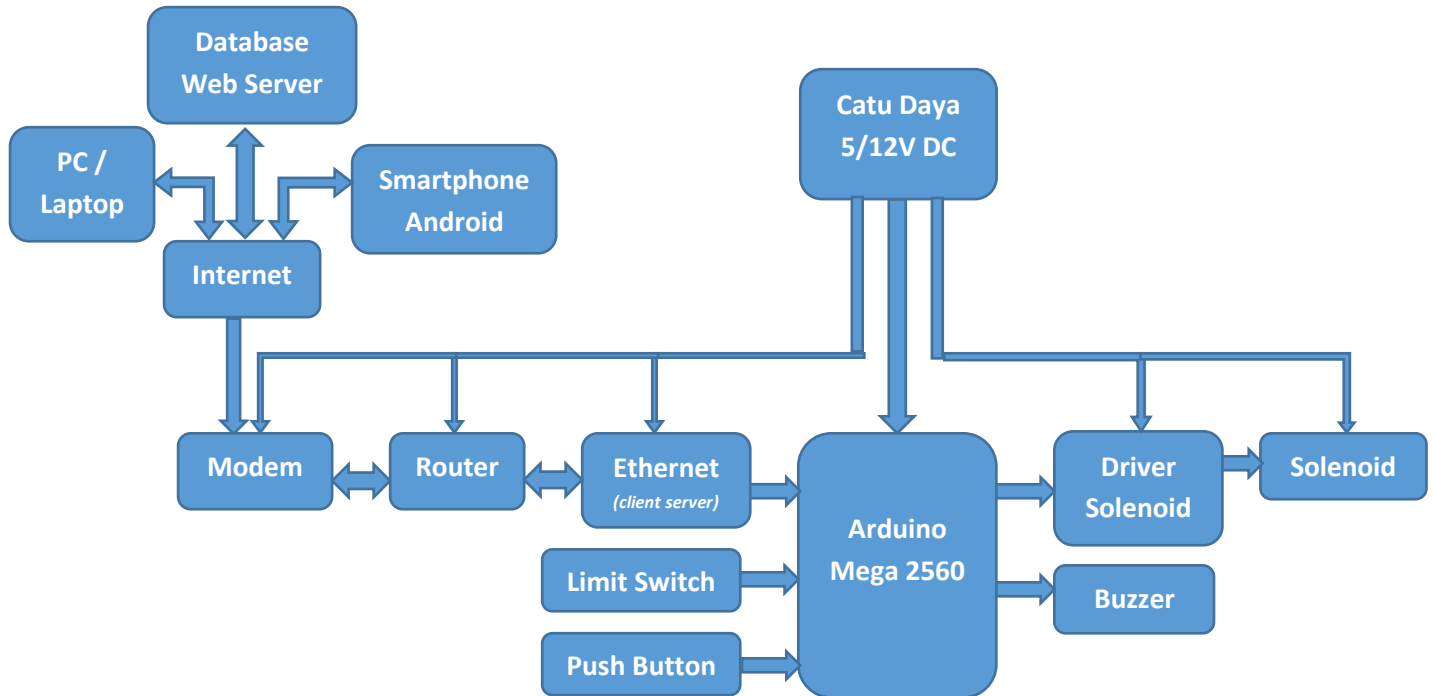 Database
Web Server
Catu Daya
5/12V DC
PC /
Laptop
Smartphone
Android
Internet
Modem
Router
Ethernet
(client server)
Arduino
Mega 2560
Driver
Solenoid
Solenoid
Limit Switch
Buzzer
Push Button